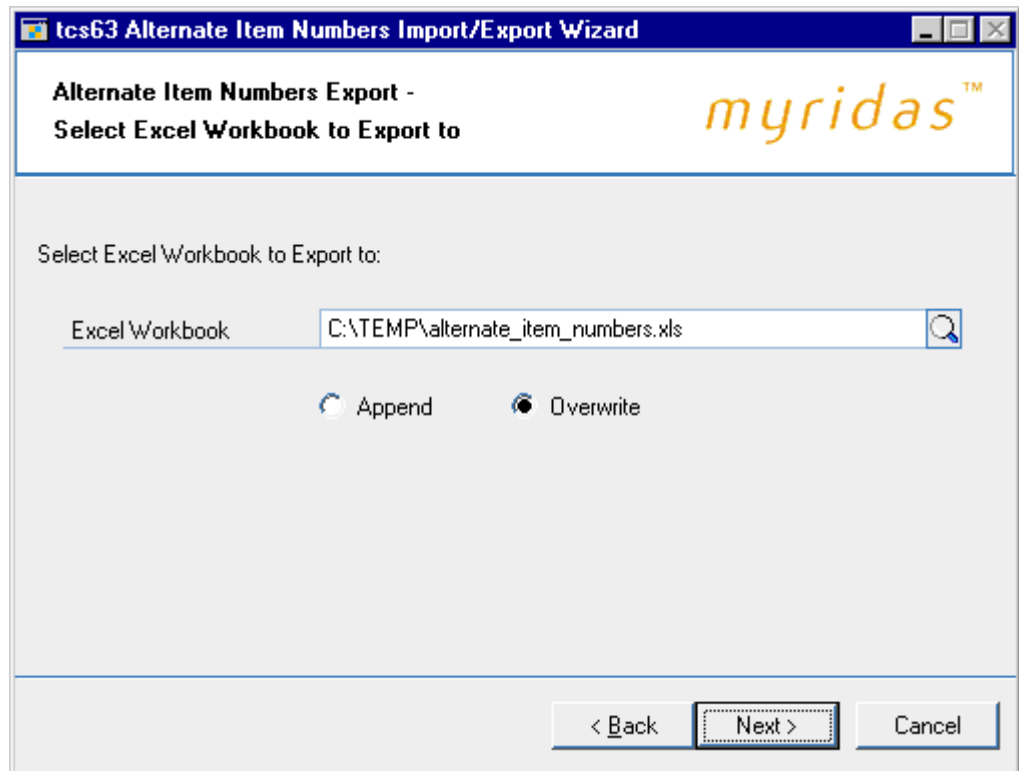 tcs63 Alternate Item Numbers Import/Export Wizard
Alternate Item Numbers Export -
Select Excel Workbook to Export to
myridas™
Select Excel Workbook to Export to:
Excel Workbook C:\TEMP\alternate_item_numbers.xls
Append Overwrite
< Back Next > Cancel